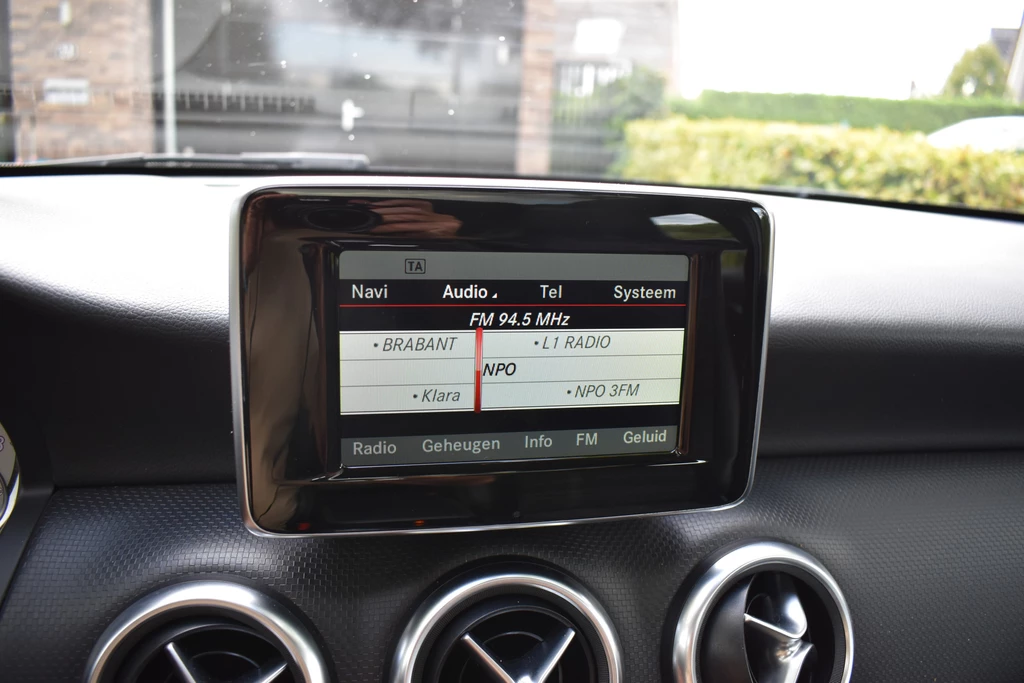 TA
Navi Audio Tel Systeem
FM 94.5 MHz
• BRABANT • L1 RADIO
NPO
• Klara • NPO 3FM
Radio Geheugen Info FM Geluid